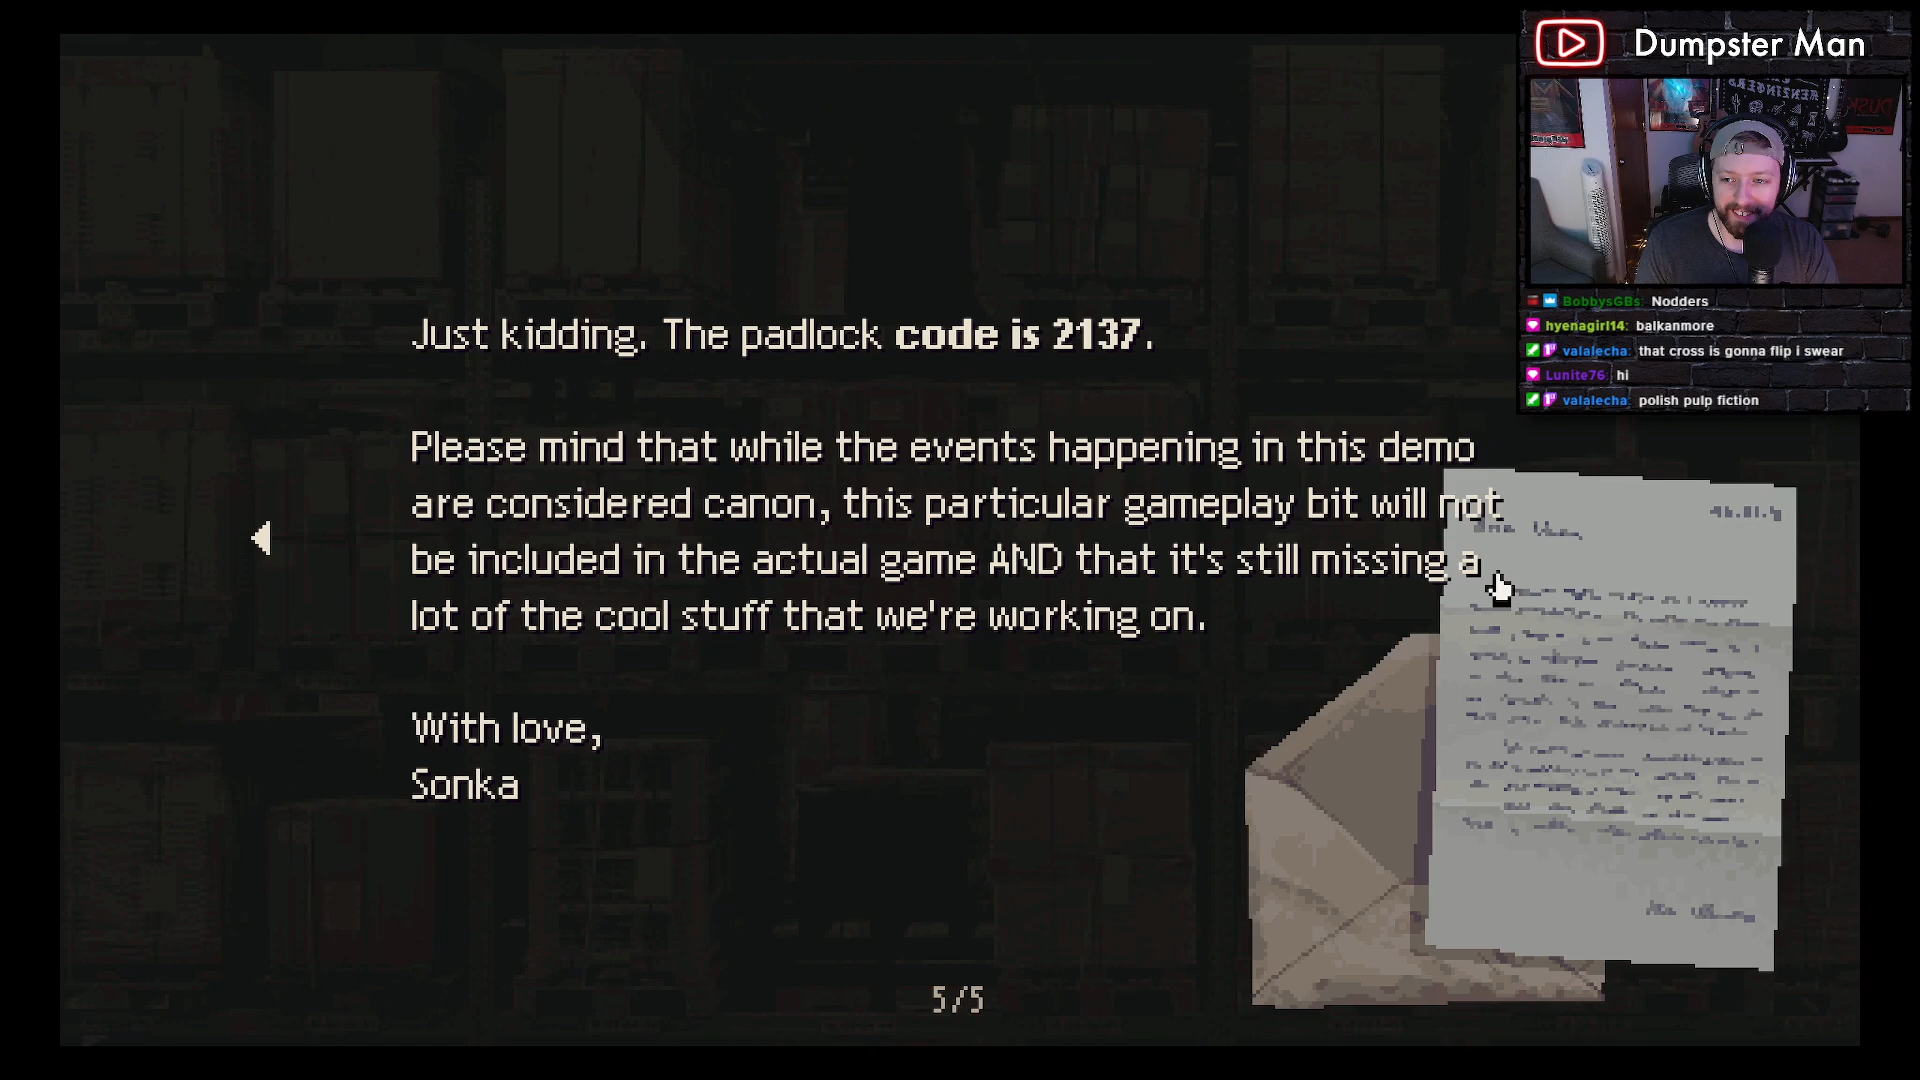 Dumpster Man
BobbysGBs: Nodders
hyenagirl14: balkanmore
valalecha: that cross is gonna flip i swear
Lunite76: hi
valalecha: polish pulp fiction
Just kidding. The padlock code is 2137.
Please mind that while the events happening in this demo
are considered canon, this particular gameplay bit will not
be included in the actual game AND that it's still missing a
lot of the cool stuff that we're working on.
With love,
Sonka
5/5